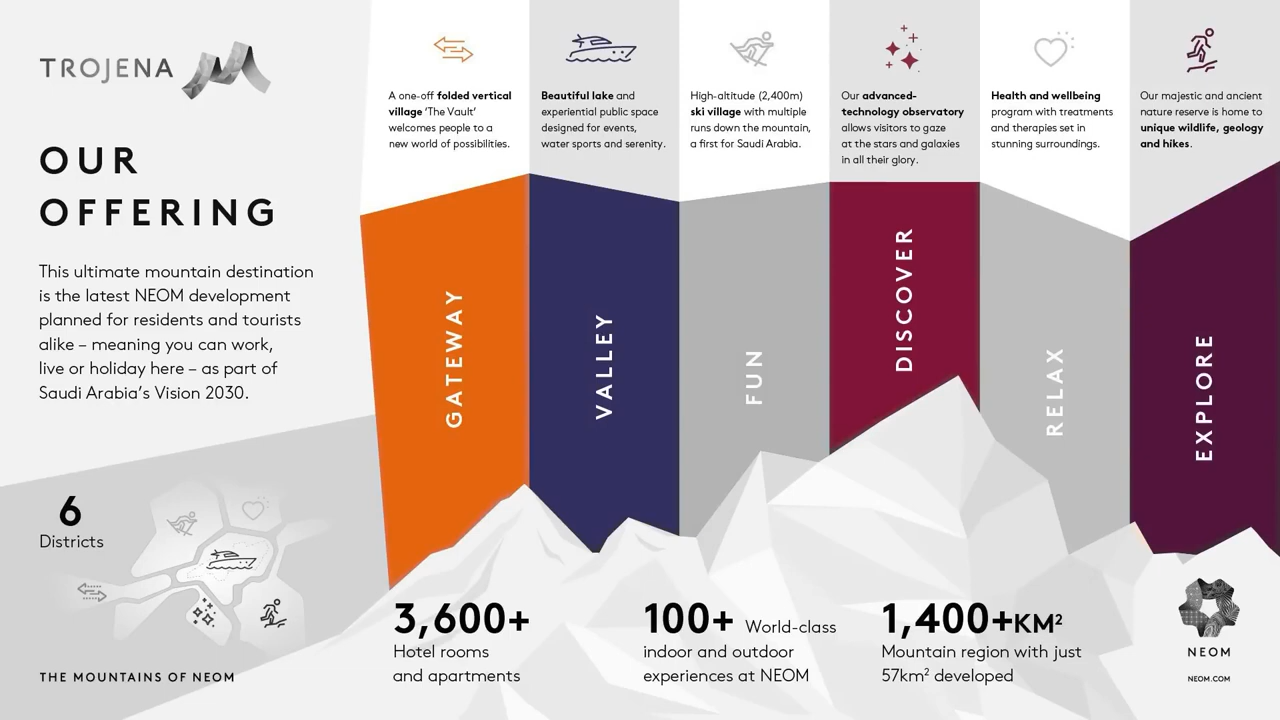 TROJENA
OUR
OFFERING
This ultimate mountain destination
is the latest NEOM development
planned for residents and tourists
alike – meaning you can work,
live or holiday here – as part of
Saudi Arabia's Vision 2030.
6
Districts
THE MOUNTAINS OF NEOM
A one-off folded vertical
village 'The Vault'
welcomes people to a
new world of possibilities.
GATEWAY
Beautiful lake and
experiential public space
designed for events,
water sports and serenity.
VALLEY
High-altitude (2,400m)
ski village with multiple
runs down the mountain,
a first for Saudi Arabia.
FUN
Our advanced-
technology observatory
allows visitors to gaze
at the stars and galaxies
in all their glory.
DISCOVER
Health and wellbeing
program with treatments
and therapies set in
stunning surroundings.
RELAX
Our majestic and ancient
nature reserve is home to
unique wildlife, geology
and hikes.
EXPLORE
3,600+
Hotel rooms
and apartments
100+ World-class
indoor and outdoor
experiences at NEOM
1,400+KM²
Mountain region with just
57km² developed
NEOM
NEOM.COM